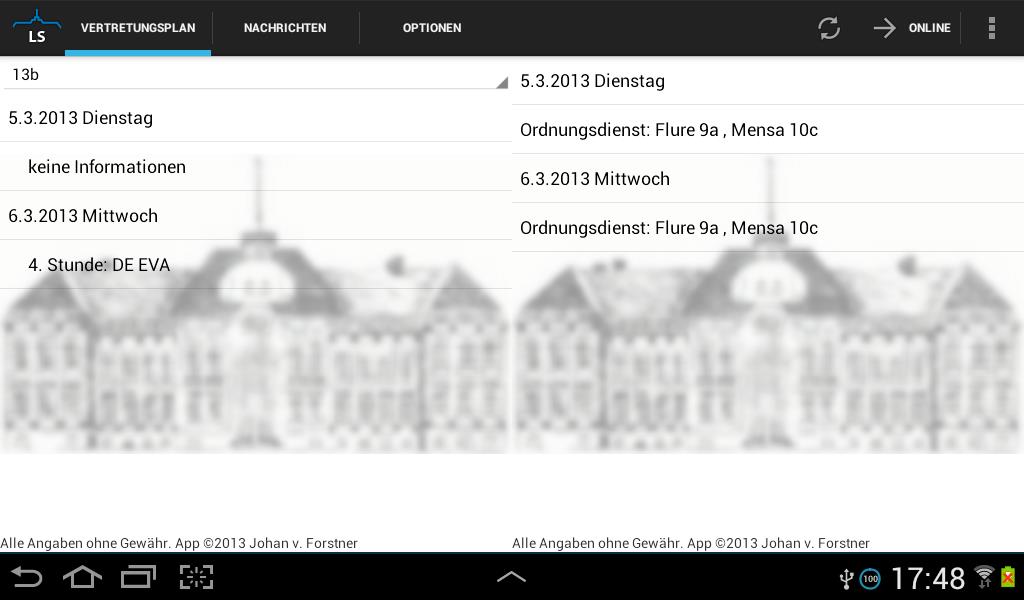 LS
VERTRETUNGSPLAN
NACHRICHTEN
OPTIONEN
ONLINE
13b
5.3.2013 Dienstag
keine Informationen
6.3.2013 Mittwoch
4. Stunde: DE EVA
Alle Angaben ohne Gewähr. App ©2013 Johan v. Forstner
5.3.2013 Dienstag
Ordnungsdienst: Flure 9a , Mensa 10c
6.3.2013 Mittwoch
Ordnungsdienst: Flure 9a , Mensa 10c
Alle Angaben ohne Gewähr. App ©2013 Johan v. Forstner
100
17:48